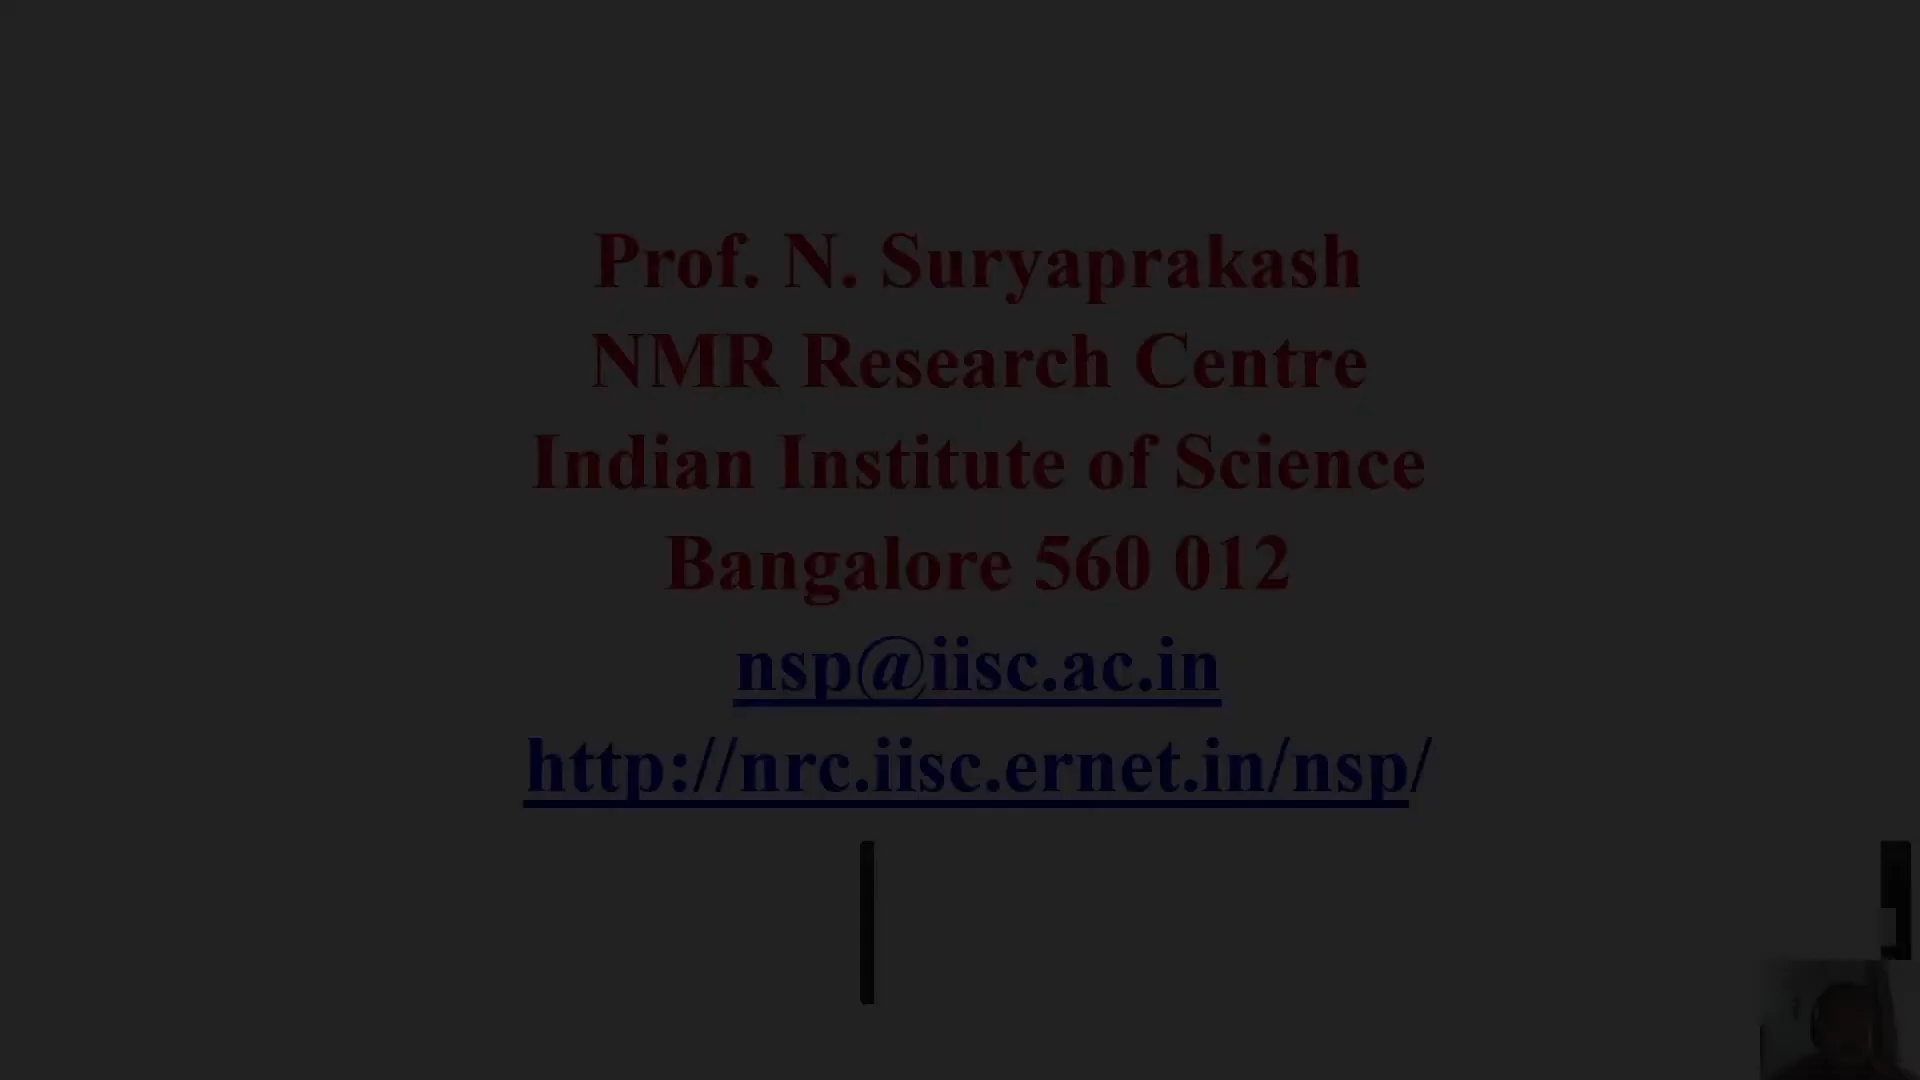 Prof. N. Suryaprakash
NMR Research Centre
Indian Institute of Science
Bangalore 560 012
nsp@iisc.ac.in
http://nrc.iisc.ernet.in/nsp/